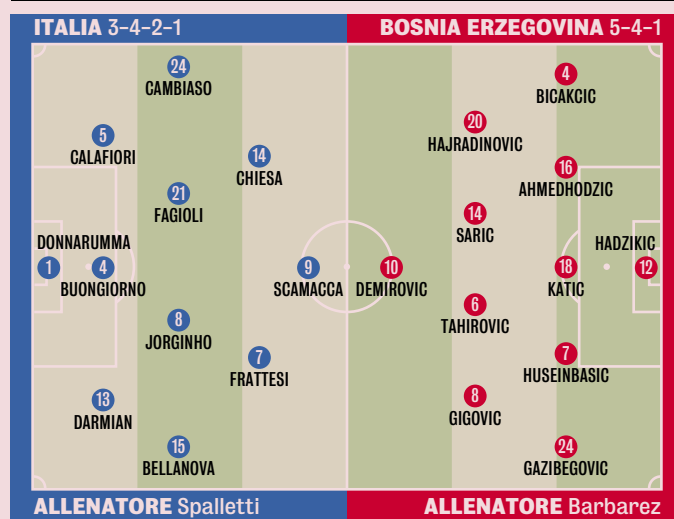 ITALIA 3-4-2-1
BOSNIA ERZEGOVINA 5-4-1
24
CAMBIASO
4
BICAKCIC
5
CALAFIORI
20
HAJRADINOVIC
14
CHIESA
16
AHMEDHODZIC
21
FAGIOLI
14
SARIC
DONNARUMMA
1
4
BUONGIORNO
9
SCAMACCA
10
DEMIROVIC
18
KATIC
HADZIKIC
12
8
JORGINHO
6
TAHIROVIC
7
FRATTESI
7
HUSEINBASIC
13
DARMIAN
8
GIGOVIC
15
BELLANOVA
24
GAZIBEGOVIC
ALLENATORE Spalletti
ALLENATORE Barbarez